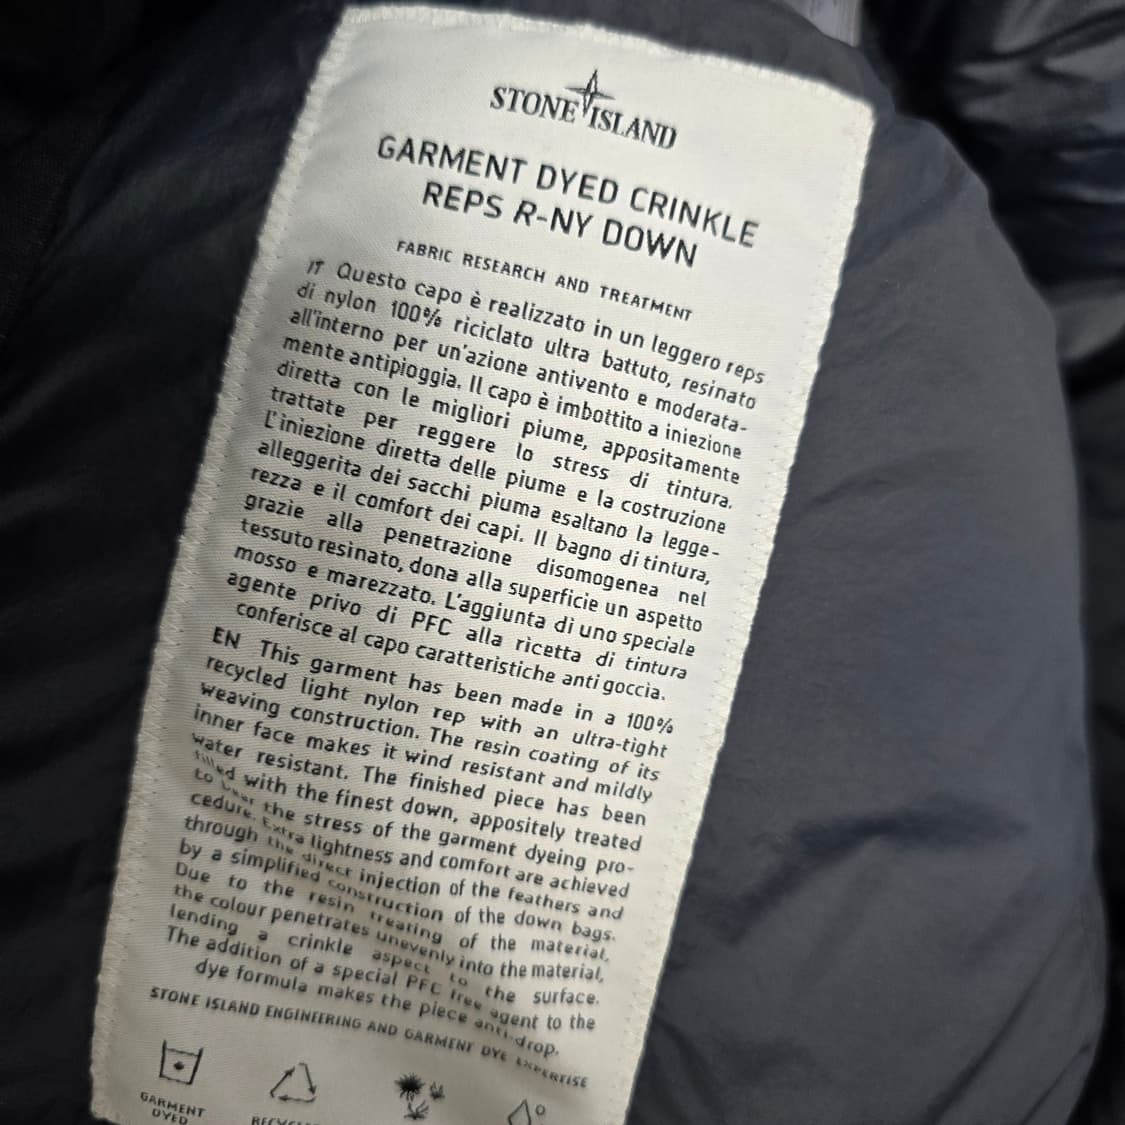 STONE ISLAND
GARMENT DYED CRINKLE
REPS R-NY DOWN
FABRIC RESEARCH AND TREATMENT
IT Questo capo è realizzato in un leggero reps
di nylon 100% riciclato ultra battuto, resinato
all'interno per un'azione antivento e moderata-
mente antipioggia. Il capo è imbottito a iniezione
diretta con le migliori piume, appositamente
trattate per reggere lo stress di tintura.
L'iniezione diretta delle piume e la costruzione
alleggerita dei sacchi piuma esaltano la legge-
rezza e il comfort dei capi. Il bagno di tintura,
grazie alla penetrazione disomogenea nel
tessuto resinato, dona alla superficie un aspetto
mosso e marezzato. L'aggiunta di uno speciale
agente privo di PFC alla ricetta di tintura
conferisce al capo caratteristiche anti goccia.
EN This garment has been made in a 100%
recycled light nylon rep with an ultra-tight
weaving construction. The resin coating of its
inner face makes it wind resistant and mildly
water resistant. The finished piece has been
filled with the finest down, appositely treated
to bear the stress of the garment dyeing pro-
cedure. Extra lightness and comfort are achieved
through the direct injection of the feathers and
by a simplified construction of the down bags.
Due to the resin treating of the material,
the colour penetrates unevenly into the material,
lending a crinkle aspect to the surface.
The addition of a special PFC free agent to the
dye formula makes the piece anti-drop.
STONE ISLAND ENGINEERING AND GARMENT DYE EXPERTISE
GARMENT
DYED